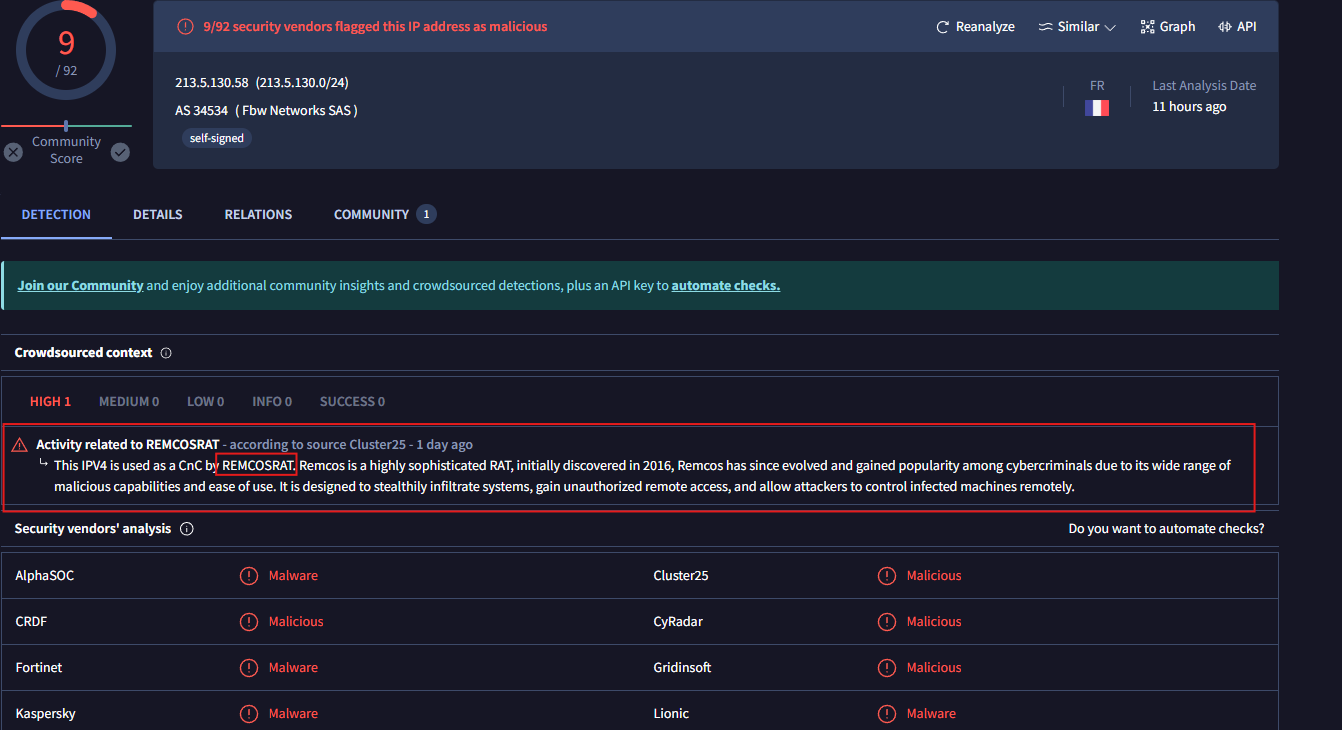 9
/ 92
Community
Score
9/92 security vendors flagged this IP address as malicious
Reanalyze
Similar
Graph
API
213.5.130.58 (213.5.130.0/24)
AS 34534 ( Fbw Networks SAS )
self-signed
FR
Last Analysis Date
11 hours ago
DETECTION
DETAILS
RELATIONS
COMMUNITY 1
Join our Community and enjoy additional community insights and crowdsourced detections, plus an API key to automate checks.
Crowdsourced context
HIGH 1
MEDIUM 0
LOW 0
INFO 0
SUCCESS 0
Activity related to REMCOSRAT - according to source Cluster25 - 1 day ago
This IPV4 is used as a CnC by REMCOSRAT. Remcos is a highly sophisticated RAT, initially discovered in 2016, Remcos has since evolved and gained popularity among cybercriminals due to its wide range of
malicious capabilities and ease of use. It is designed to stealthily infiltrate systems, gain unauthorized remote access, and allow attackers to control infected machines remotely.
Security vendors' analysis
Do you want to automate checks?
AlphaSOC Malware Cluster25 Malicious
CRDF Malicious CyRadar Malicious
Fortinet Malware Gridinsoft Malicious
Kaspersky Malware Lionic Malware